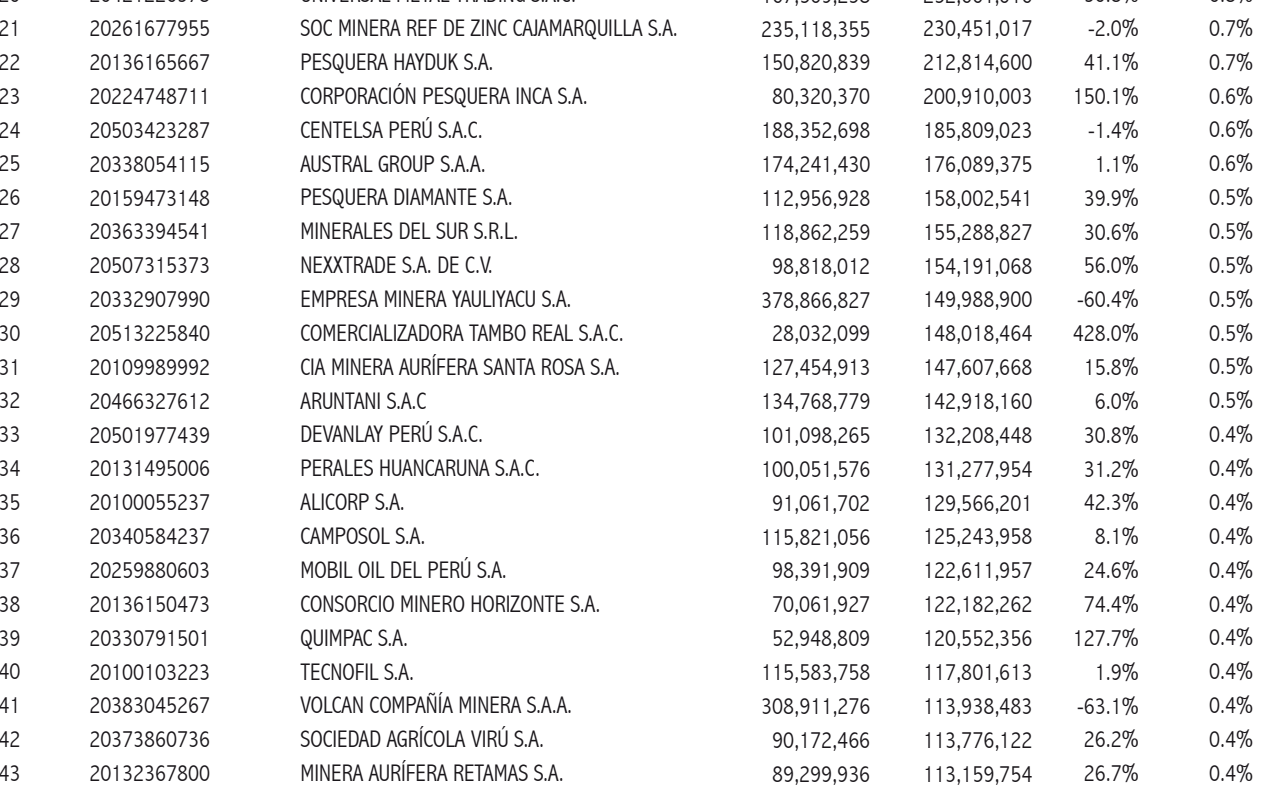 21 20261677955 SOC MINERA REF DE ZINC CAJAMARQUILLA S.A. 235,118,355 230,451,017 -2.0% 0.7%
22 20136165667 PESQUERA HAYDUK S.A. 150,820,839 212,814,600 41.1% 0.7%
23 20224748711 CORPORACIÓN PESQUERA INCA S.A. 80,320,370 200,910,003 150.1% 0.6%
24 20503423287 CENTELSA PERÚ S.A.C. 188,352,698 185,809,023 -1.4% 0.6%
25 20338054115 AUSTRAL GROUP S.A.A. 174,241,430 176,089,375 1.1% 0.6%
26 20159473148 PESQUERA DIAMANTE S.A. 112,956,928 158,002,541 39.9% 0.5%
27 20363394541 MINERALES DEL SUR S.R.L. 118,862,259 155,288,827 30.6% 0.5%
28 20507315373 NEXXTRADE S.A. DE C.V. 98,818,012 154,191,068 56.0% 0.5%
29 20332907990 EMPRESA MINERA YAULIYACU S.A. 378,866,827 149,988,900 -60.4% 0.5%
30 20513225840 COMERCIALIZADORA TAMBO REAL S.A.C. 28,032,099 148,018,464 428.0% 0.5%
31 20109989992 CIA MINERA AURÍFERA SANTA ROSA S.A. 127,454,913 147,607,668 15.8% 0.5%
32 20466327612 ARUNTANI S.A.C 134,768,779 142,918,160 6.0% 0.5%
33 20501977439 DEVANLAY PERÚ S.A.C. 101,098,265 132,208,448 30.8% 0.4%
34 20131495006 PERALES HUANCARUNA S.A.C. 100,051,576 131,277,954 31.2% 0.4%
35 20100055237 ALICORP S.A. 91,061,702 129,566,201 42.3% 0.4%
36 20340584237 CAMPOSOL S.A. 115,821,056 125,243,958 8.1% 0.4%
37 20259880603 MOBIL OIL DEL PERÚ S.A. 98,391,909 122,611,957 24.6% 0.4%
38 20136150473 CONSORCIO MINERO HORIZONTE S.A. 70,061,927 122,182,262 74.4% 0.4%
39 20330791501 QUIMPAC S.A. 52,948,809 120,552,356 127.7% 0.4%
40 20100103223 TECNOFIL S.A. 115,583,758 117,801,613 1.9% 0.4%
41 20383045267 VOLCAN COMPAÑÍA MINERA S.A.A. 308,911,276 113,938,483 -63.1% 0.4%
42 20373860736 SOCIEDAD AGRÍCOLA VIRÚ S.A. 90,172,466 113,776,122 26.2% 0.4%
43 20132367800 MINERA AURÍFERA RETAMAS S.A. 89,299,936 113,159,754 26.7% 0.4%